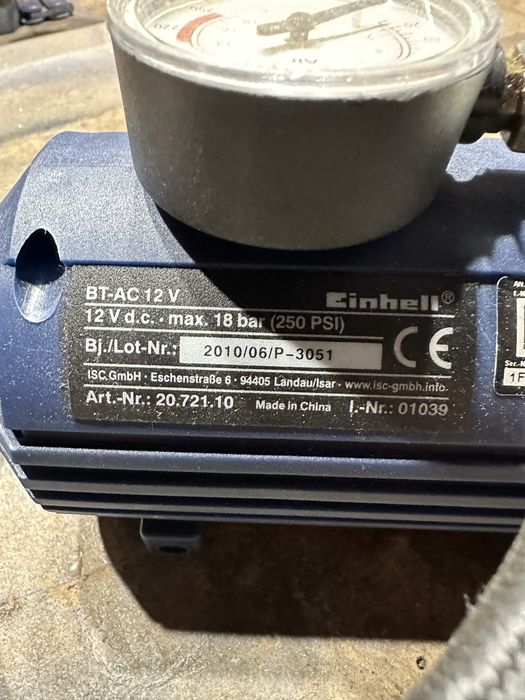 BT-AC 12 V Einhell®
12 V d.c. · max. 18 bar (250 PSI)
Bj./Lot-Nr.: 2010/06/P-3051 CE
ISC GmbH · Eschenstraße 6 · 94405 Landau/Isar · www.isc-gmbh.info
Art.-Nr.: 20.721.10 Made in China I.-Nr.: 01039